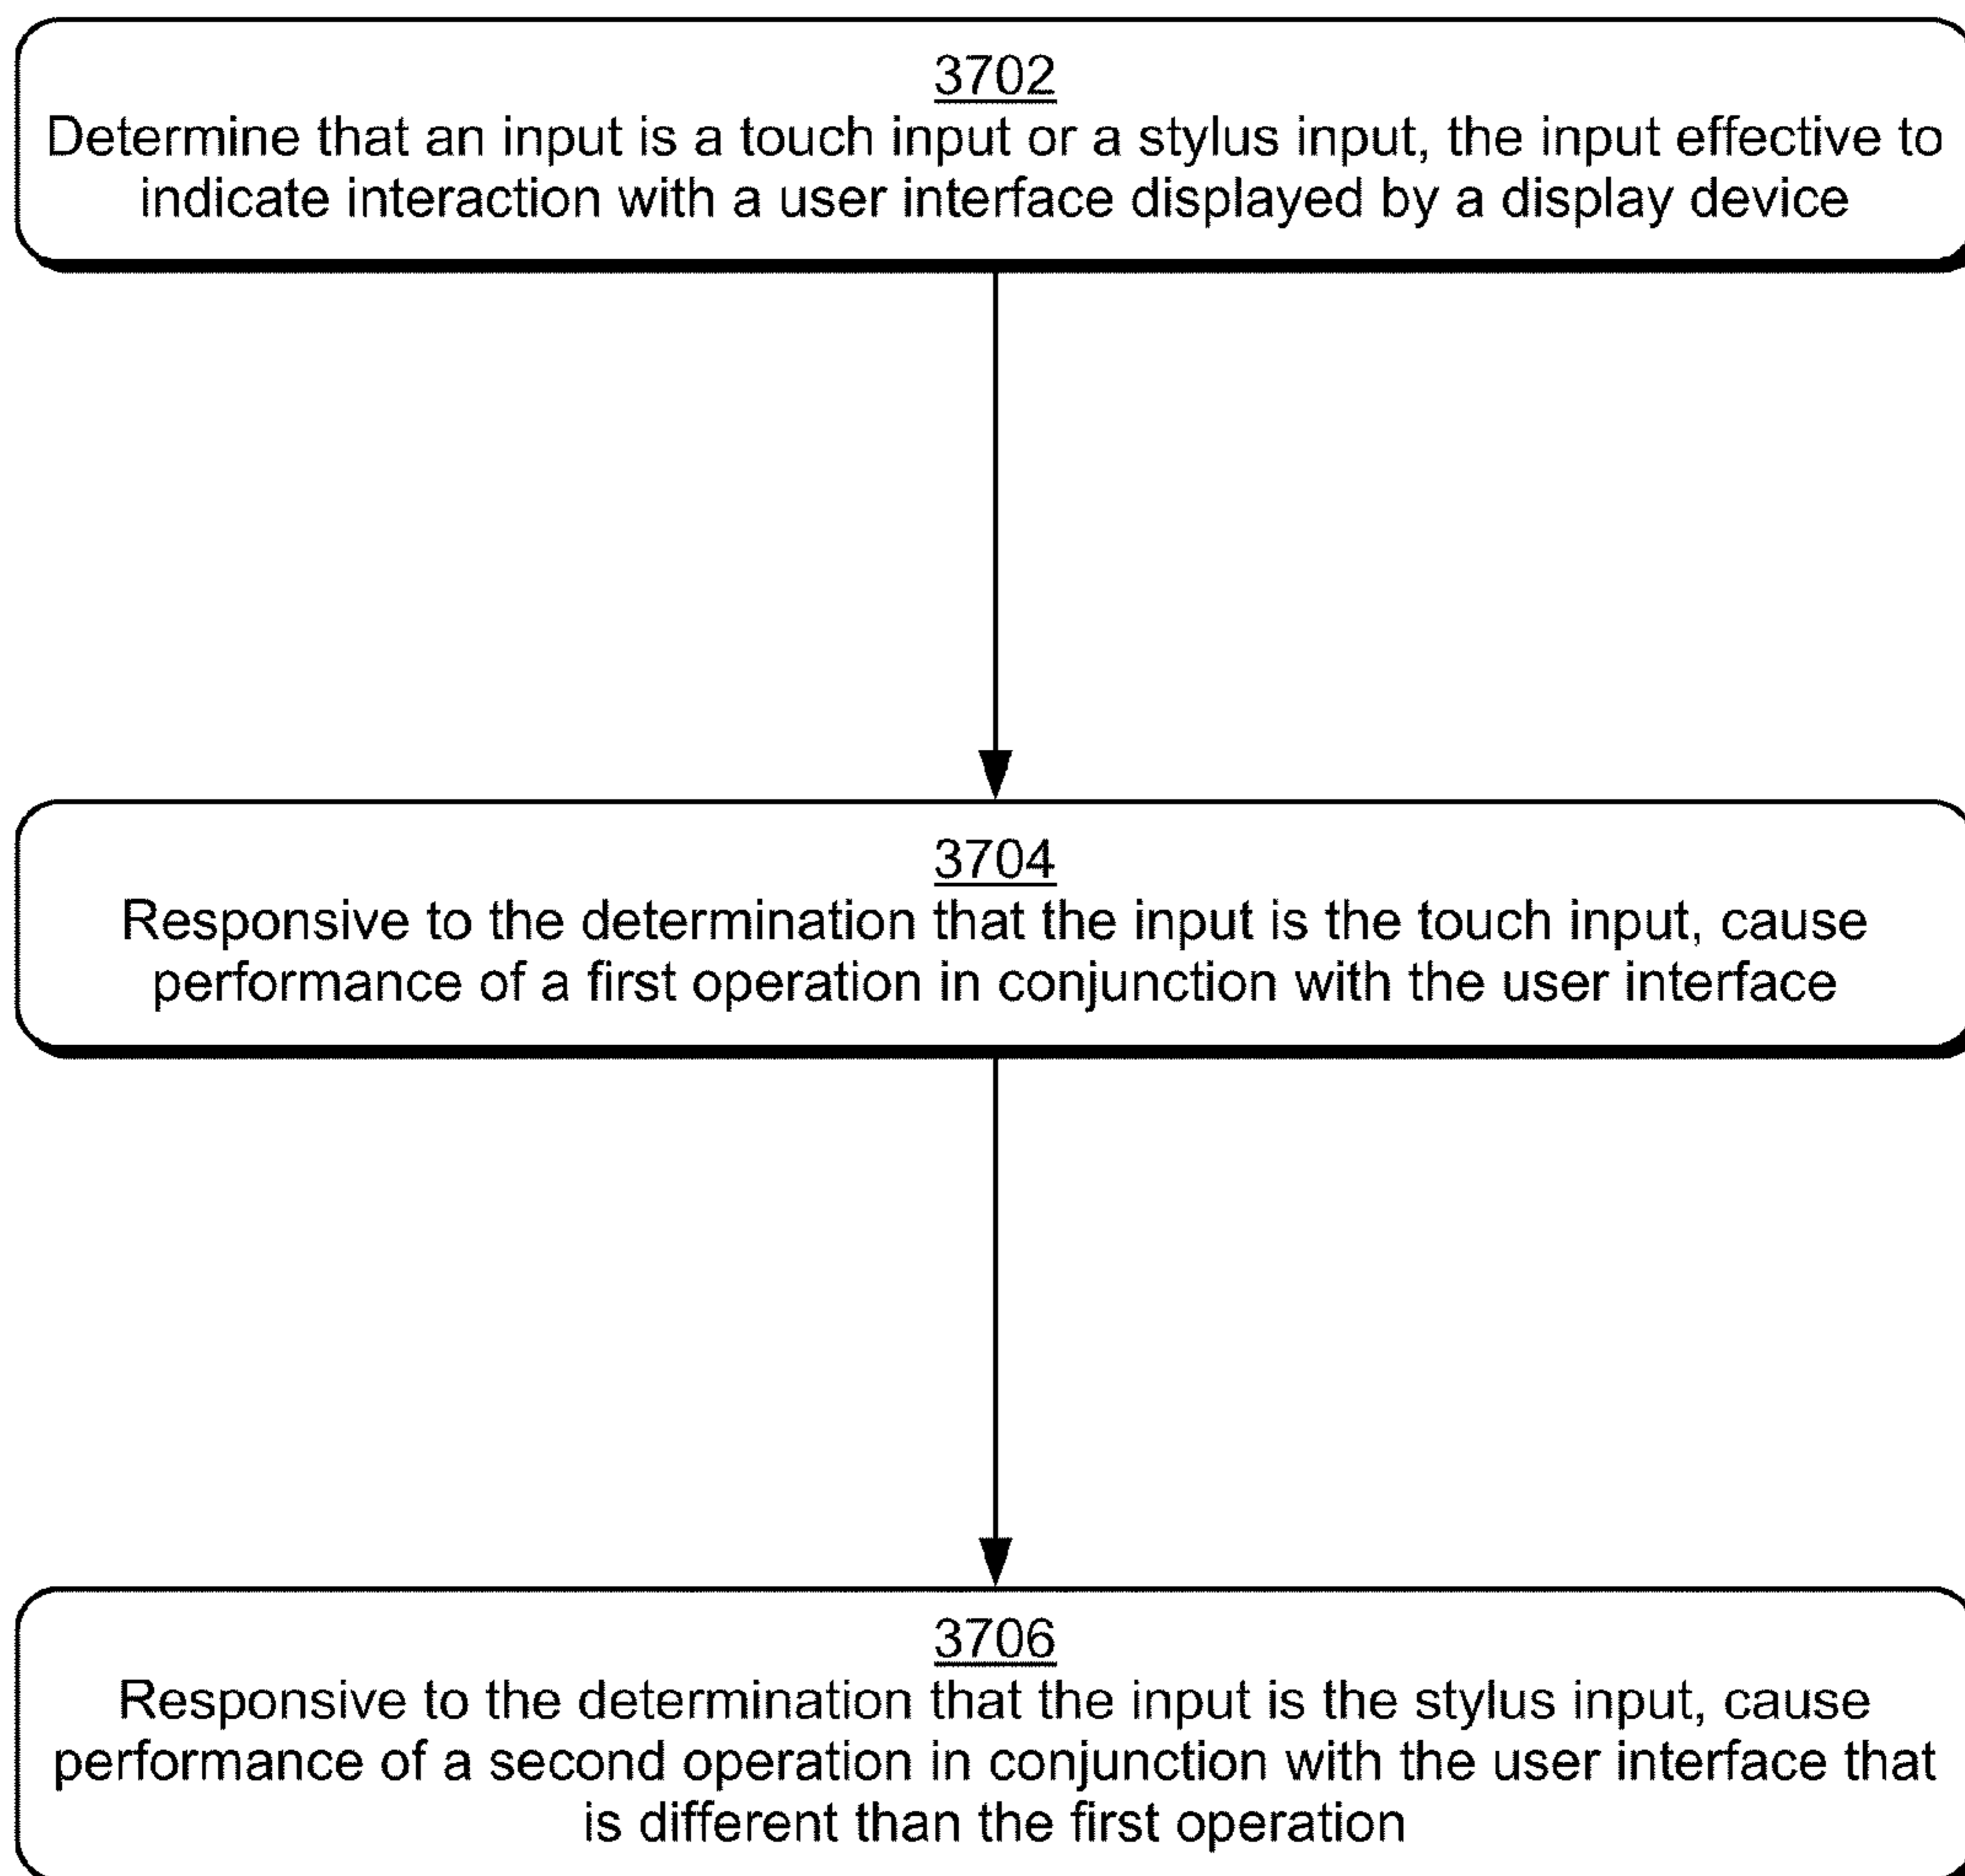 3702
Determine that an input is a touch input or a stylus input, the input effective to
indicate interaction with a user interface displayed by a display device
3704
Responsive to the determination that the input is the touch input, cause
performance of a first operation in conjunction with the user interface
3706
Responsive to the determination that the input is the stylus input, cause
performance of a second operation in conjunction with the user interface that
is different than the first operation